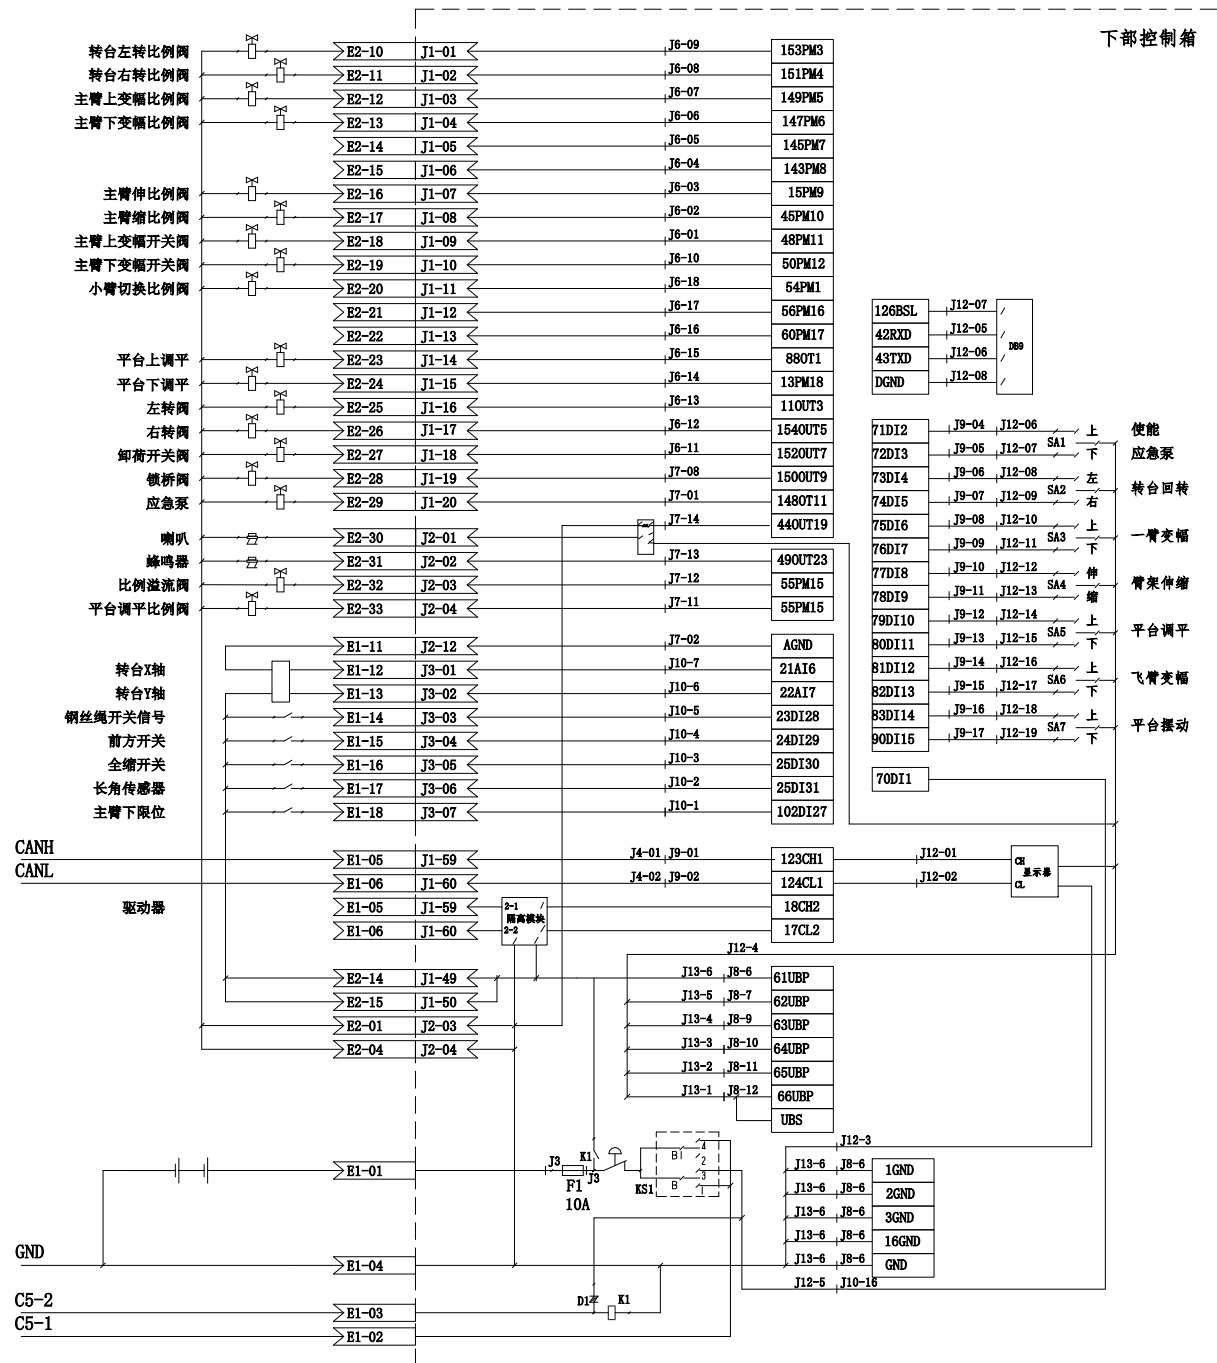 下部控制箱
转台左转比例阀 E2-10 J1-01 J6-09 153PM3
转台右转比例阀 E2-11 J1-02 J6-08 151PM4
主臂上变幅比例阀 E2-12 J1-03 J6-07 149PM5
主臂下变幅比例阀 E2-13 J1-04 J6-06 147PM6
E2-14 J1-05 J6-05 145PM7
E2-15 J1-06 J6-04 143PM8
主臂伸比例阀 E2-16 J1-07 J6-03 15PM9
主臂缩比例阀 E2-17 J1-08 J6-02 45PM10
主臂上变幅开关阀 E2-18 J1-09 J6-01 48PM11
主臂下变幅开关阀 E2-19 J1-10 J6-10 50PM12
小臂切换比例阀 E2-20 J1-11 J6-18 54PM1
E2-21 J1-12 J6-17 56PM16
E2-22 J1-13 J6-16 60PM17
平台上调平 E2-23 J1-14 J6-15 88OT1
平台下调平 E2-24 J1-15 J6-14 13PM18
左转阀 E2-25 J1-16 J6-13 11OUT3
右转阀 E2-26 J1-17 J6-12 154OUT5
卸荷开关阀 E2-27 J1-18 J6-11 152OUT7
锁桥阀 E2-28 J1-19 J7-08 150OUT9
应急泵 E2-29 J1-20 J7-01 148OT11
J7-14 44OUT19
喇叭 E2-30 J2-01
蜂鸣器 E2-31 J2-02 J7-13 49OUT23
比例溢流阀 E2-32 J2-03 J7-12 55PM15
平台调平比例阀 E2-33 J2-04 J7-11 55PM15
E1-11 J2-12 J7-02 AGND
转台X轴 E1-12 J3-01 J10-7 21AI6
转台Y轴 E1-13 J3-02 J10-6 22AI7
钢丝绳开关信号 E1-14 J3-03 J10-5 23DI28
前方开关 E1-15 J3-04 J10-4 24DI29
全缩开关 E1-16 J3-05 J10-3 25DI30
长角传感器 E1-17 J3-06 J10-2 25DI31
主臂下限位 E1-18 J3-07 J10-1 102DI27
126BSL J12-07
42RXD J12-05
43TXD J12-06
DGND J12-08
DB9
71DI2 J9-04 J12-06 上 使能
SA1
72DI3 J9-05 J12-07 下 应急泵
73DI4 J9-06 J12-08 左
SA2 转台回转
74DI5 J9-07 J12-09 右
75DI6 J9-08 J12-10 上
SA3 一臂变幅
76DI7 J9-09 J12-11 下
77DI8 J9-10 J12-12 伸
SA4 臂架伸缩
78DI9 J9-11 J12-13 缩
79DI10 J9-12 J12-14 上
SA5 平台调平
80DI11 J9-13 J12-15 下
81DI12 J9-14 J12-16 上
SA6 飞臂变幅
82DI13 J9-15 J12-17 下
83DI14 J9-16 J12-18 上
SA7 平台摆动
90DI15 J9-17 J12-19 下
70DI1
CANH E1-05 J1-59 J4-01 J9-01 123CH1 J12-01 CH
显示器
CANL E1-06 J1-60 J4-02 J9-02 124CL1 J12-02 CL
驱动器 E1-05 J1-59 2-1 18CH2
隔离模块
E1-06 J1-60 2-2 17CL2
J12-4
E2-14 J1-49 J13-6 J8-6 61UBP
E2-15 J1-50 J13-5 J8-7 62UBP
E2-01 J2-03 J13-4 J8-9 63UBP
E2-04 J2-04 J13-3 J8-10 64UBP
J13-2 J8-11 65UBP
J13-1 J8-12 66UBP
UBS
J12-3
E1-01 J3 F1 10A J3 K1 KS1 B 4 2 B 3 1
J13-6 J8-6 1GND
J13-6 J8-6 2GND
J13-6 J8-6 3GND
J13-6 J8-6 16GND
GND E1-04 J13-6 J8-6 GND
J12-5 J10-16
C5-2 E1-03 D1 K1
C5-1 E1-02